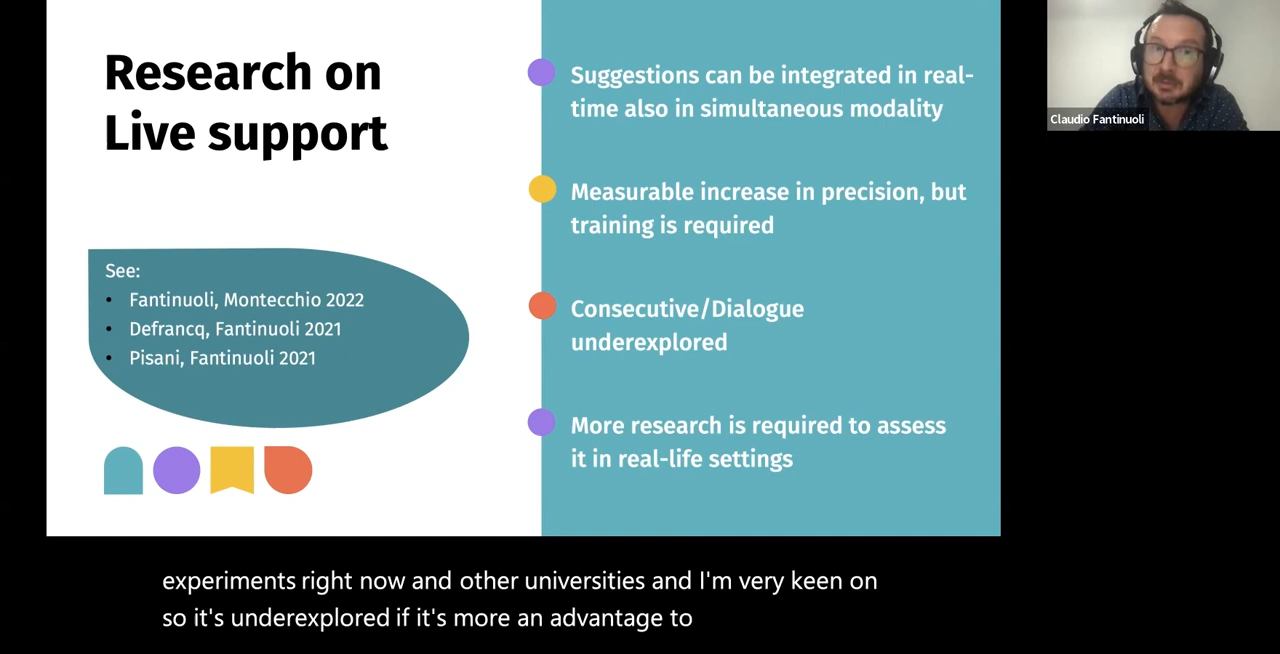 Research on
Live support
See:
• Fantinuoli, Montecchio 2022
• Defrancq, Fantinuoli 2021
• Pisani, Fantinuoli 2021
Suggestions can be integrated in real-
time also in simultaneous modality
Measurable increase in precision, but
training is required
Consecutive/Dialogue
underexplored
More research is required to assess
it in real-life settings
Claudio Fantinuoli
experiments right now and other universities and I'm very keen on
so it's underexplored if it's more an advantage to